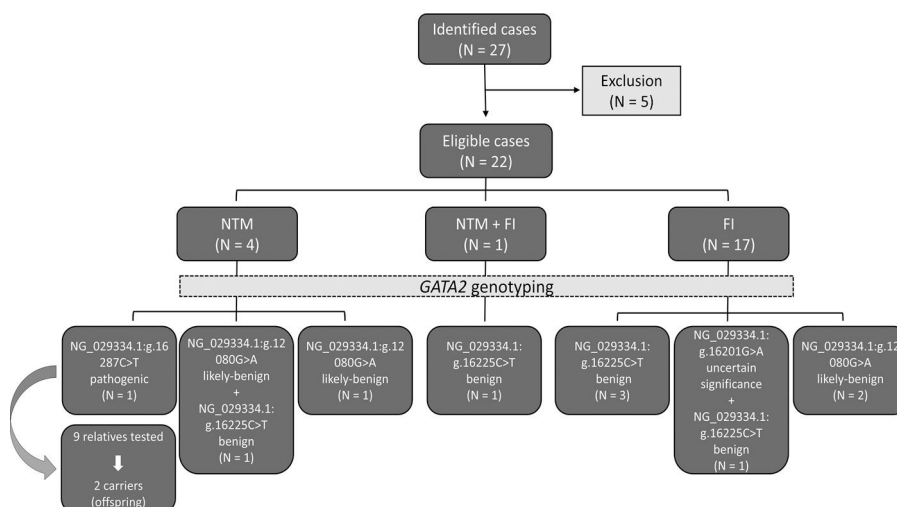 Identified cases
(N = 27)
Exclusion
(N = 5)
Eligible cases
(N = 22)
NTM
(N = 4)
NTM + FI
(N = 1)
FI
(N = 17)
GATA2 genotyping
NG_029334.1:g.16
287C>T
pathogenic
(N = 1)
NG_029334.1:g.12
080G>A
likely-benign
+
NG_029334.1:
g.16225C>T
benign
(N = 1)
NG_029334.1:g.12
080G>A
likely-benign
(N = 1)
NG_029334.1:
g.16225C>T
benign
(N = 1)
NG_029334.1:
g.16225C>T
benign
(N = 3)
NG_029334.1:
g.16201G>A
uncertain
significance
+
NG_029334.1:
g.16225C>T
benign
(N = 1)
NG_029334.1:g.12
080G>A
likely-benign
(N = 2)
9 relatives tested
2 carriers
(offspring)